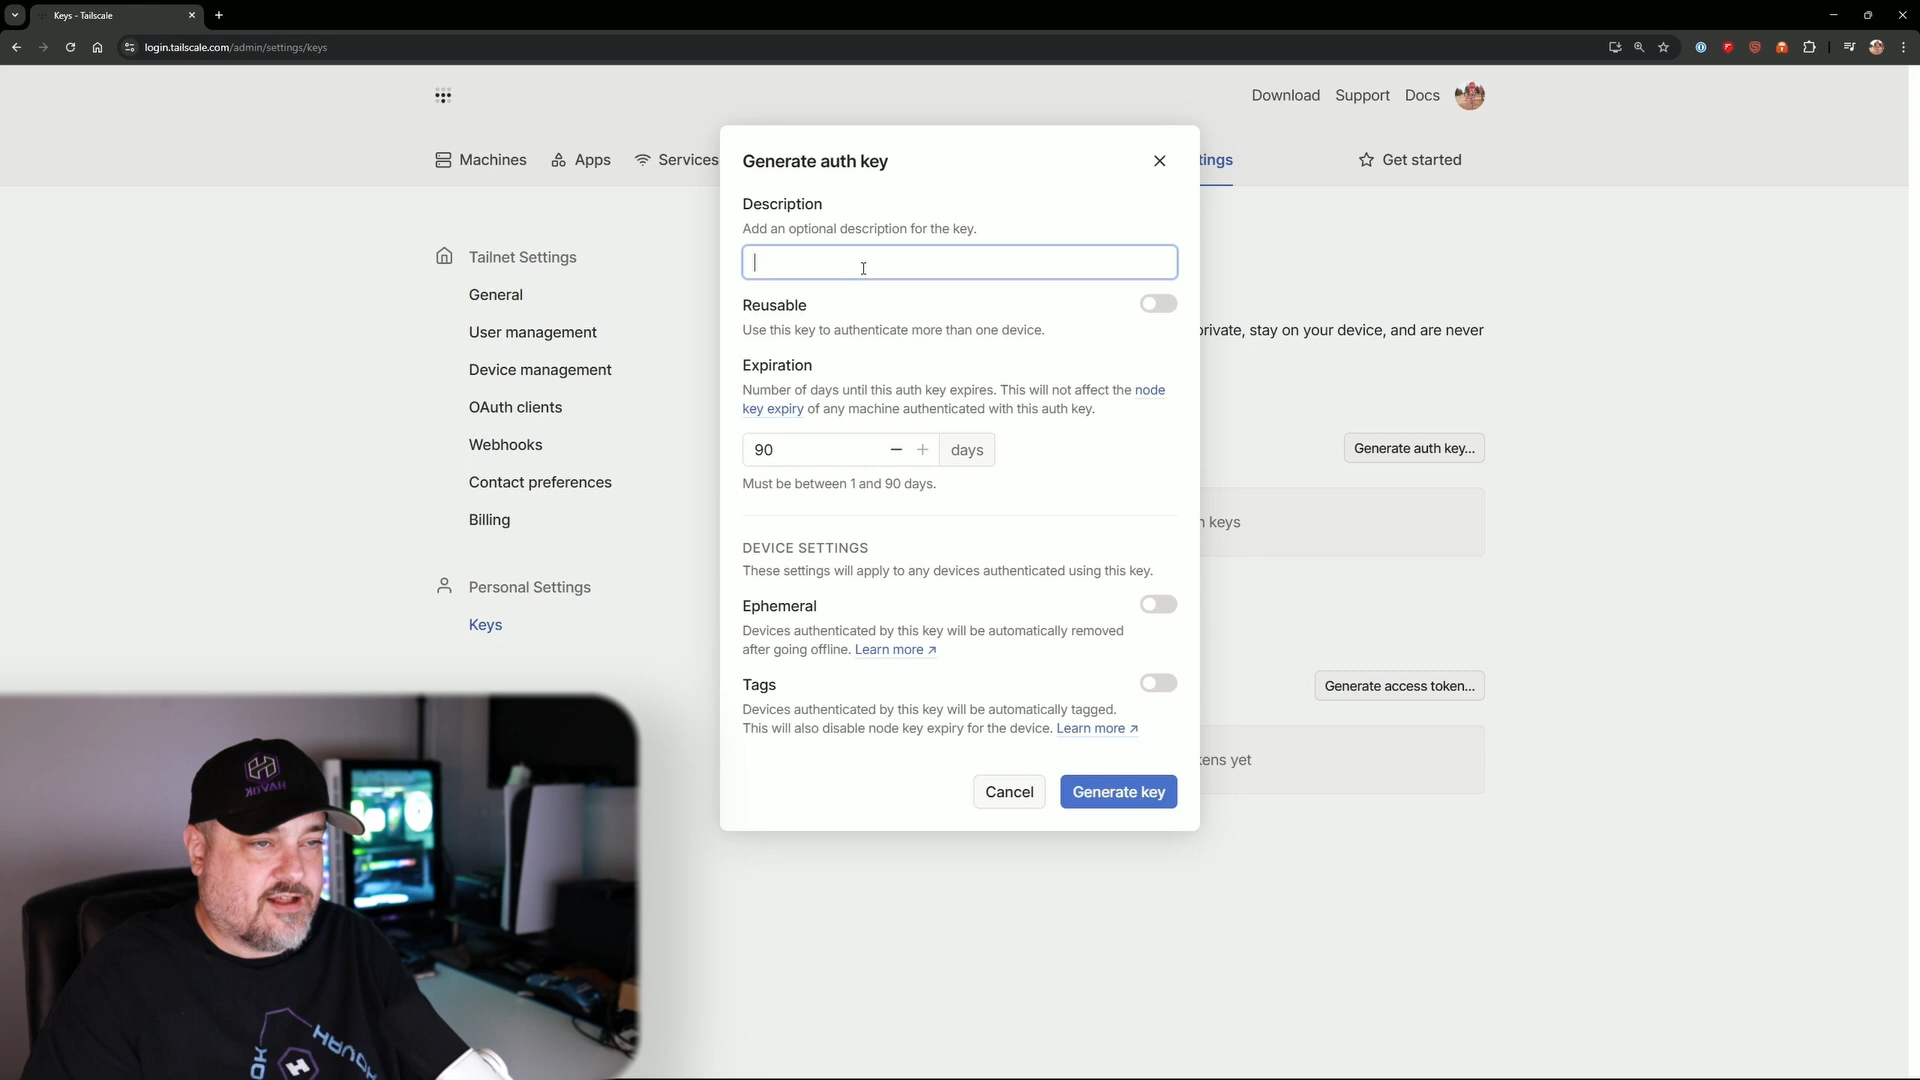 Keys - Tailscale
login.tailscale.com/admin/settings/keys
Download Support Docs
Machines Apps Services
tings
Get started
Tailnet Settings
General
User management
Device management
OAuth clients
Webhooks
Contact preferences
Billing
Personal Settings
Keys
Generate auth key
Description
Add an optional description for the key.
Reusable
Use this key to authenticate more than one device.
Expiration
Number of days until this auth key expires. This will not affect the node
key expiry of any machine authenticated with this auth key.
90 days
Must be between 1 and 90 days.
DEVICE SETTINGS
These settings will apply to any devices authenticated using this key.
Ephemeral
Devices authenticated by this key will be automatically removed
after going offline. Learn more ↗
Tags
Devices authenticated by this key will be automatically tagged.
This will also disable node key expiry for the device. Learn more ↗
Cancel Generate key
private, stay on your device, and are never
Generate auth key...
h keys
Generate access token...
kens yet
HAVOK
HAVOK